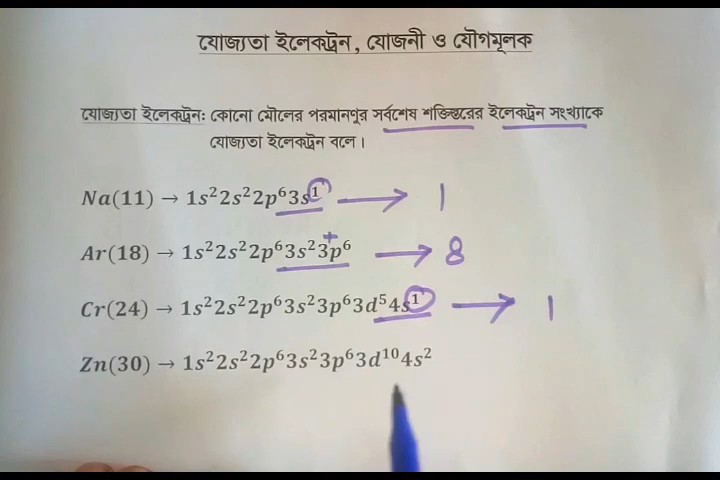 যোজ্যতা ইলেকট্রন, যোজনী ও যৌগমূলক
যোজ্যতা ইলেকট্রন: কোনো মৌলের পরমানপুর সর্বশেষ শক্তিস্তরের ইলেকট্রন সংখ্যাকে
যোজ্যতা ইলেকট্রন বলে।
Na(11) → 1s²2s²2p⁶3s¹ → 1
Ar(18) → 1s²2s²2p⁶3s²3p⁶ + → 8
Cr(24) → 1s²2s²2p⁶3s²3p⁶3d⁵4s¹ → 1
Zn(30) → 1s²2s²2p⁶3s²3p⁶3d¹⁰4s²